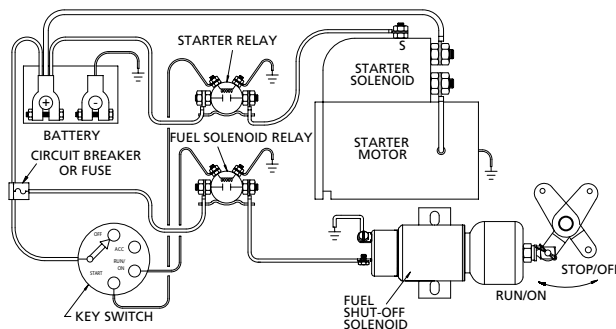 STARTER RELAY
S
STARTER
SOLENOID
+
-
BATTERY
FUEL SOLENOID RELAY
STARTER
MOTOR
CIRCUIT BREAKER
OR FUSE
OFF
ACC
RUN/
ON
START
KEY SWITCH
STOP/OFF
RUN/ON
FUEL
SHUT-OFF
SOLENOID